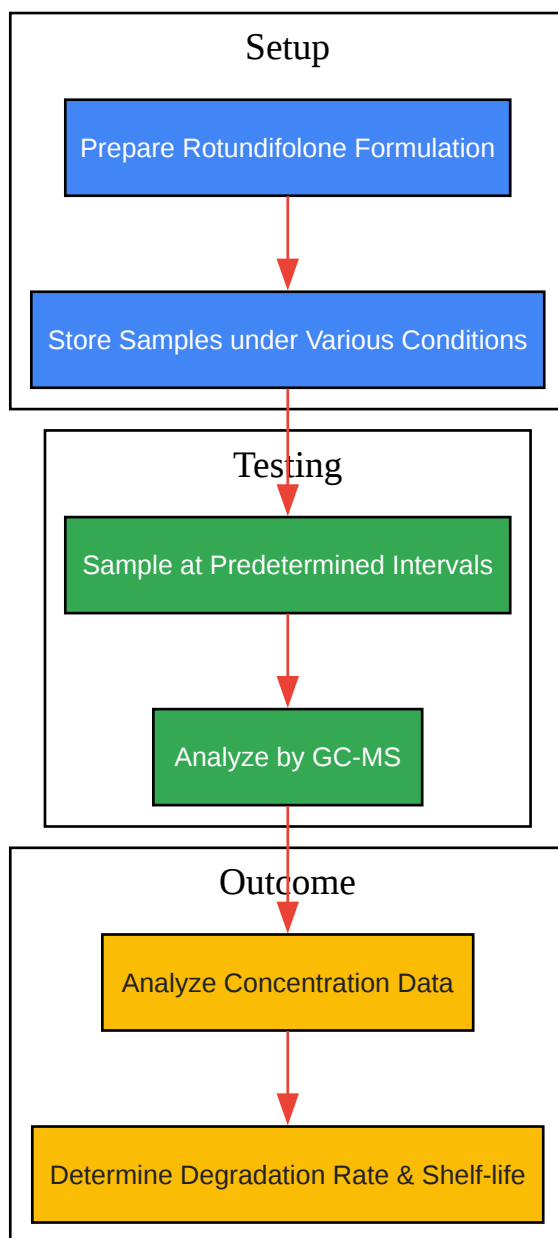 Setup
Prepare Rotundifolone Formulation
Store Samples under Various Conditions
Testing
Sample at Predetermined Intervals
Analyze by GC-MS
Outcome
Analyze Concentration Data
Determine Degradation Rate & Shelf-life